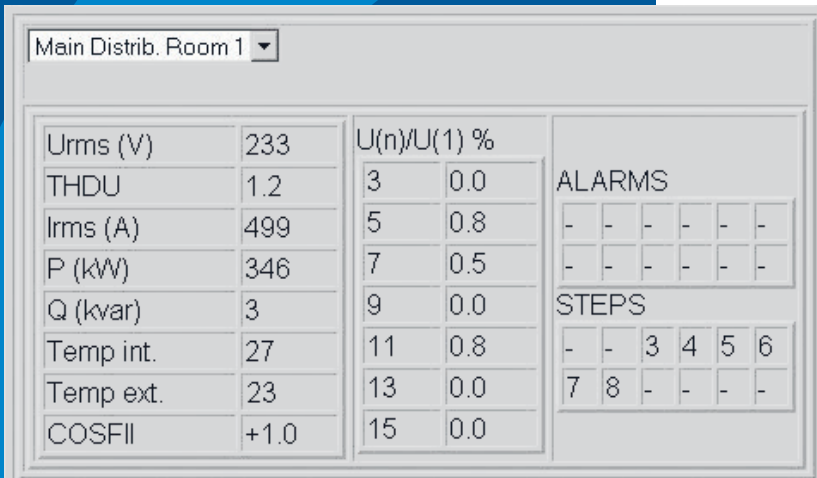 Main Distrib. Room 1
Urms (V) 233
THDU 1.2
Irms (A) 499
P (kW) 346
Q (kvar) 3
Temp int. 27
Temp ext. 23
COSFII +1.0
U(n)/U(1) %
3 0.0
5 0.8
7 0.5
9 0.0
11 0.8
13 0.0
15 0.0
ALARMS
- - - - - -
- - - - - -
STEPS
- - 3 4 5 6
7 8 - - - -